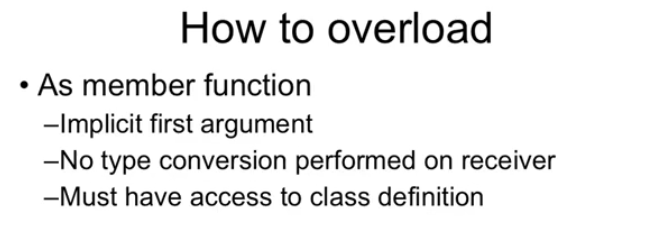 How to overload
• As member function
–Implicit first argument
–No type conversion performed on receiver
–Must have access to class definition